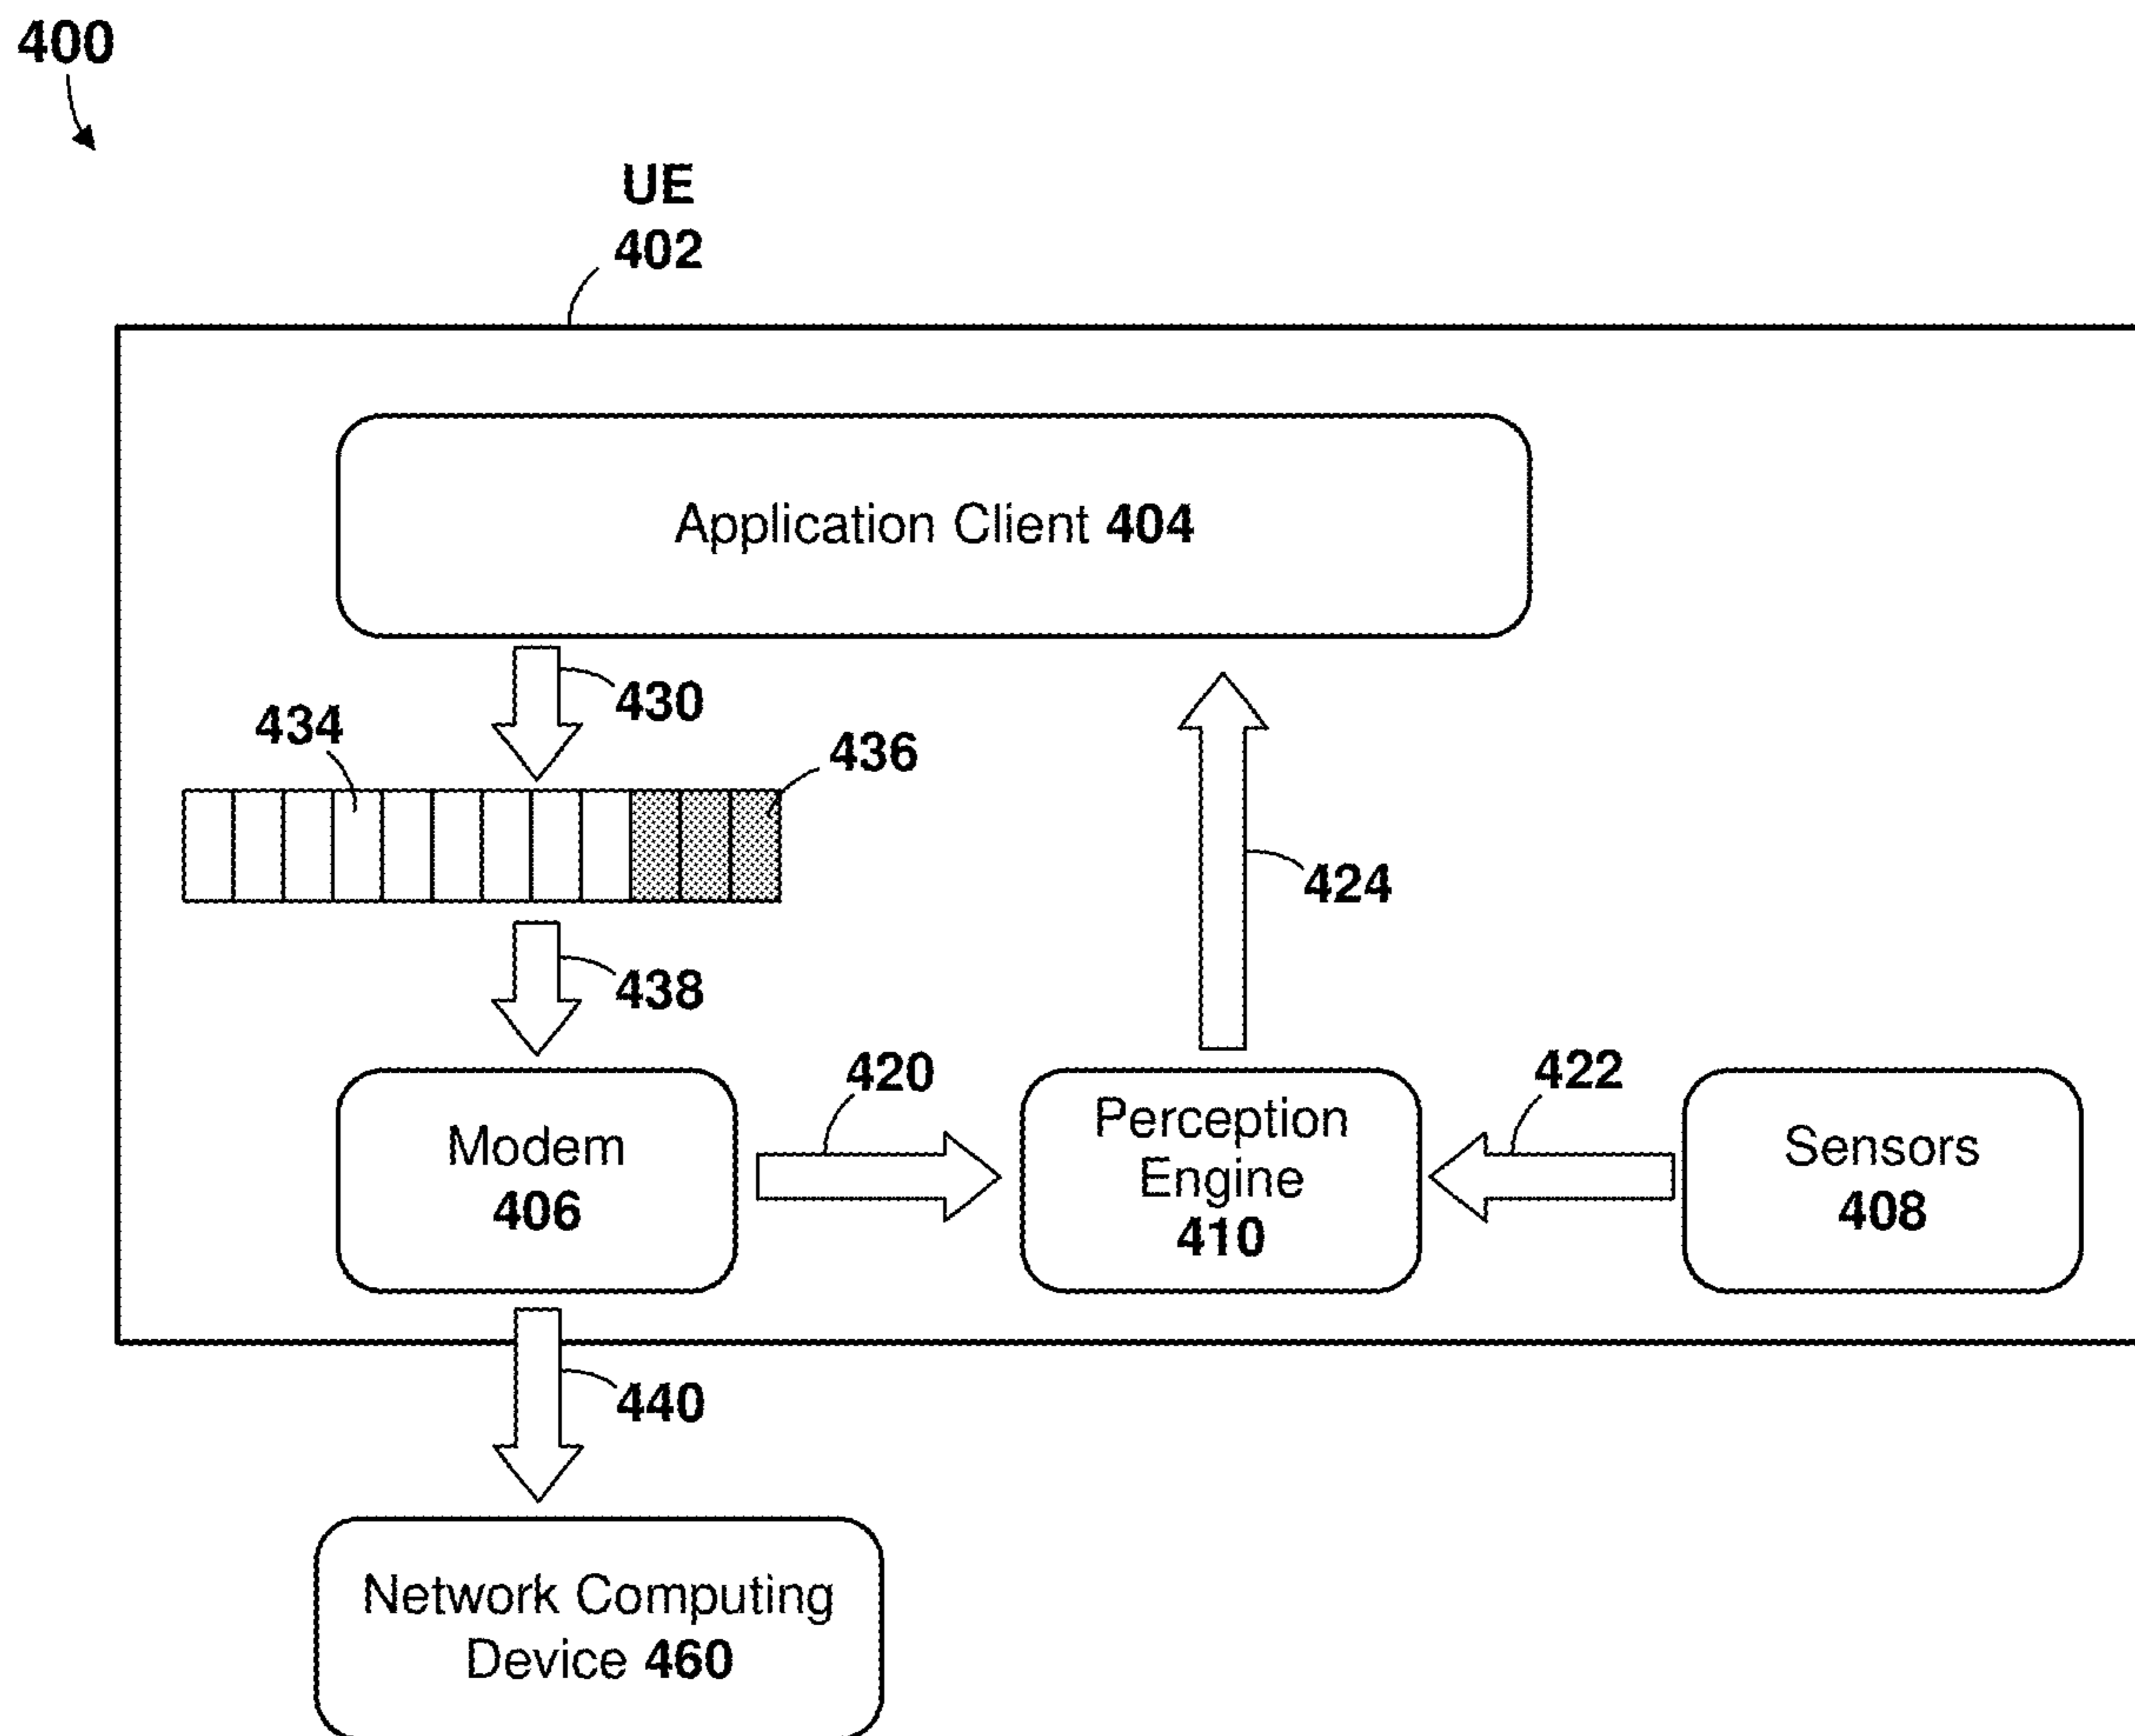 400
UE
402
Application Client 404
430
434
436
424
438
420
422
Modem
406
Perception
Engine
410
Sensors
408
440
Network Computing
Device 460